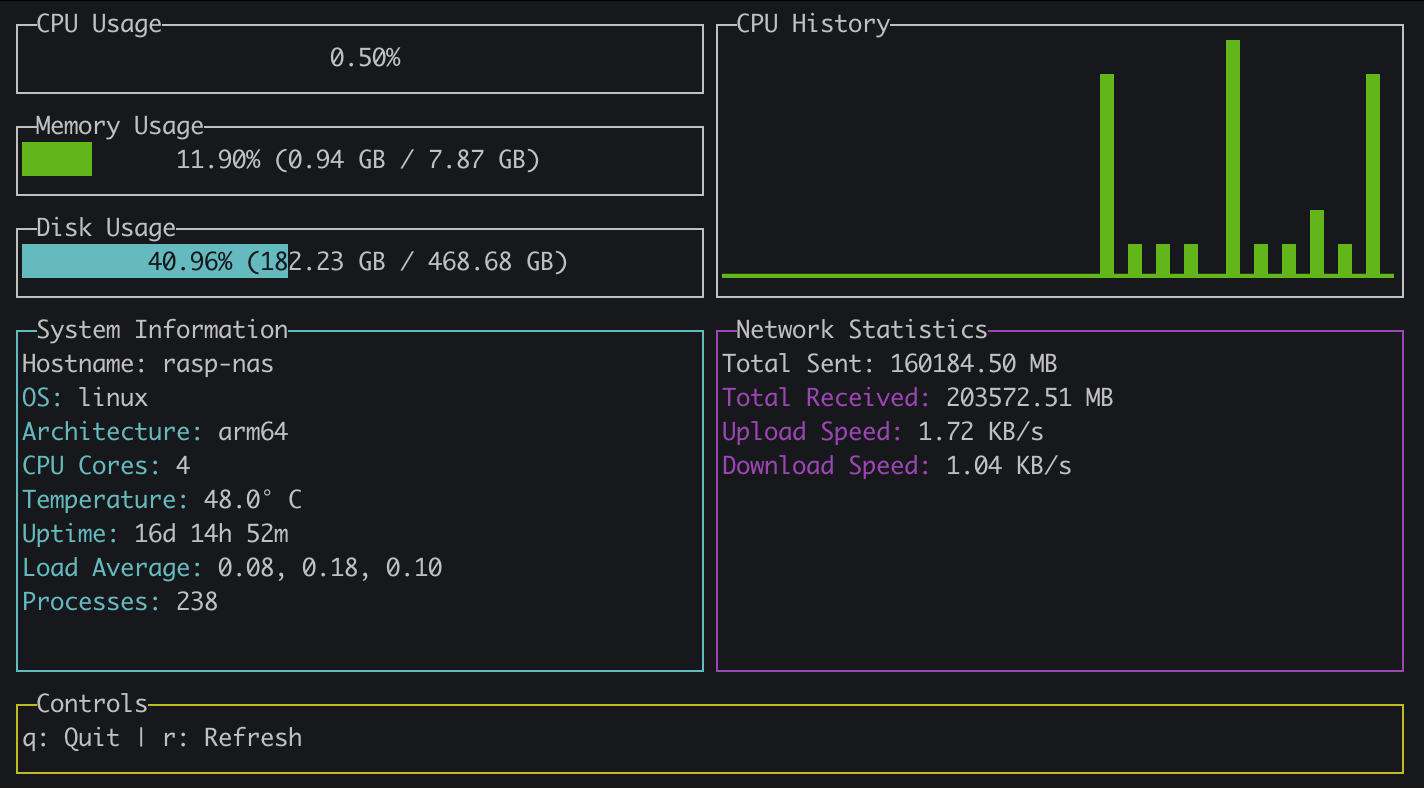 CPU Usage
0.50%
Memory Usage
11.90% (0.94 GB / 7.87 GB)
Disk Usage
40.96% (182.23 GB / 468.68 GB)
CPU History
System Information
Hostname: rasp-nas
OS: linux
Architecture: arm64
CPU Cores: 4
Temperature: 48.0° C
Uptime: 16d 14h 52m
Load Average: 0.08, 0.18, 0.10
Processes: 238
Network Statistics
Total Sent: 160184.50 MB
Total Received: 203572.51 MB
Upload Speed: 1.72 KB/s
Download Speed: 1.04 KB/s
Controls
q: Quit | r: Refresh